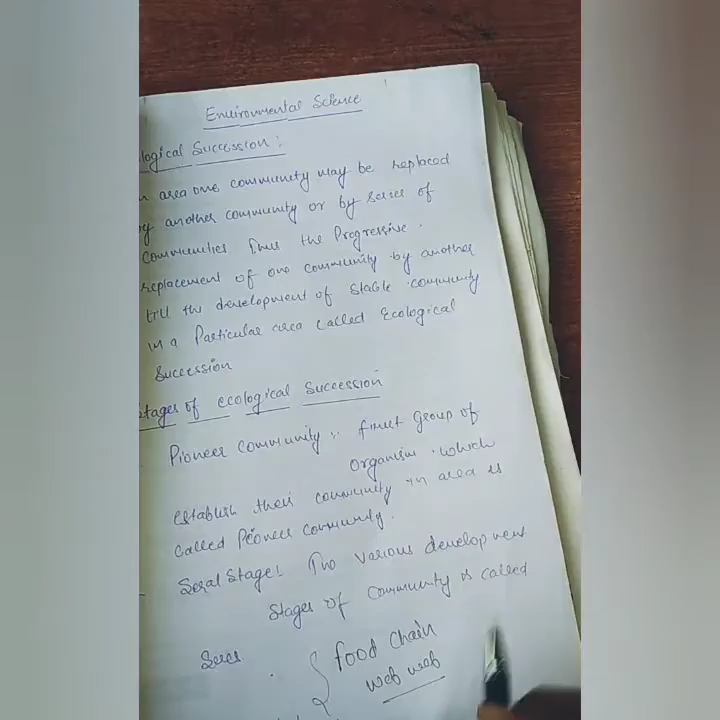 Environmental Science
logical Succession:
area one community may be replaced
by another community or by series of
communities thus the Progressive.
replacement of one community by another
till the development of stable community
in a Particular area called Ecological
Succession
stages of ecological Succession
Pioneer community: first group of
organism which
establish their community in area is
called Pioneer community.
Seral Stage: The various development
stages of community is called
Seres
food chain
web web